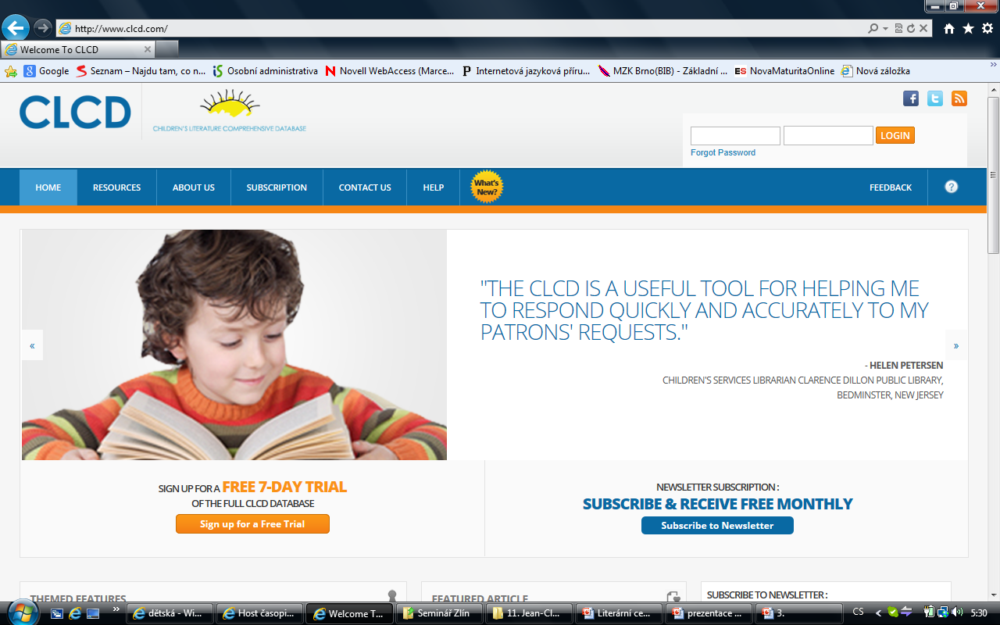 http://www.clcd.com/
Welcome To CLCD
Google
Seznam – Najdu tam, co n...
Osobní administrativa
Novell WebAccess (Marce...
Internetová jazyková příru...
MZK Brno(BIB) - Základní ...
NovaMaturitaOnline
Nová záložka
CLCD
CHILDREN'S LITERATURE COMPREHENSIVE DATABASE
LOGIN
Forgot Password
HOME
RESOURCES
ABOUT US
SUBSCRIPTION
CONTACT US
HELP
What's
New?
FEEDBACK
"THE CLCD IS A USEFUL TOOL FOR HELPING ME
TO RESPOND QUICKLY AND ACCURATELY TO MY
PATRONS' REQUESTS."
- HELEN PETERSEN
CHILDREN'S SERVICES LIBRARIAN CLARENCE DILLON PUBLIC LIBRARY,
BEDMINSTER, NEW JERSEY
SIGN UP FOR A FREE 7-DAY TRIAL
OF THE FULL CLCD DATABASE
Sign up for a Free Trial
NEWSLETTER SUBSCRIPTION :
SUBSCRIBE & RECEIVE FREE MONTHLY
Subscribe to Newsletter
THEMED FEATURES
FEATURED ARTICLE
SUBSCRIBE TO NEWSLETTER :
dětská - Wi...
Host časopi...
Welcome T...
Seminář Zlín
11. Jean-Cl...
Literární ce...
prezentace ...
3.
CS
5:30